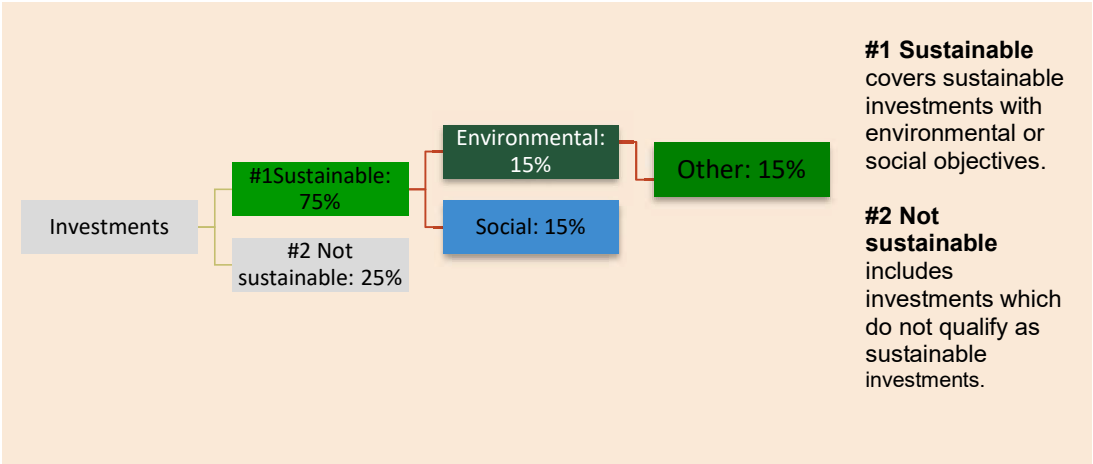 Investments
#1Sustainable:
75%
#2 Not
sustainable: 25%
Environmental:
15%
Social: 15%
Other: 15%
#1 Sustainable
covers sustainable
investments with
environmental or
social objectives.
#2 Not
sustainable
includes
investments which
do not qualify as
sustainable
investments.